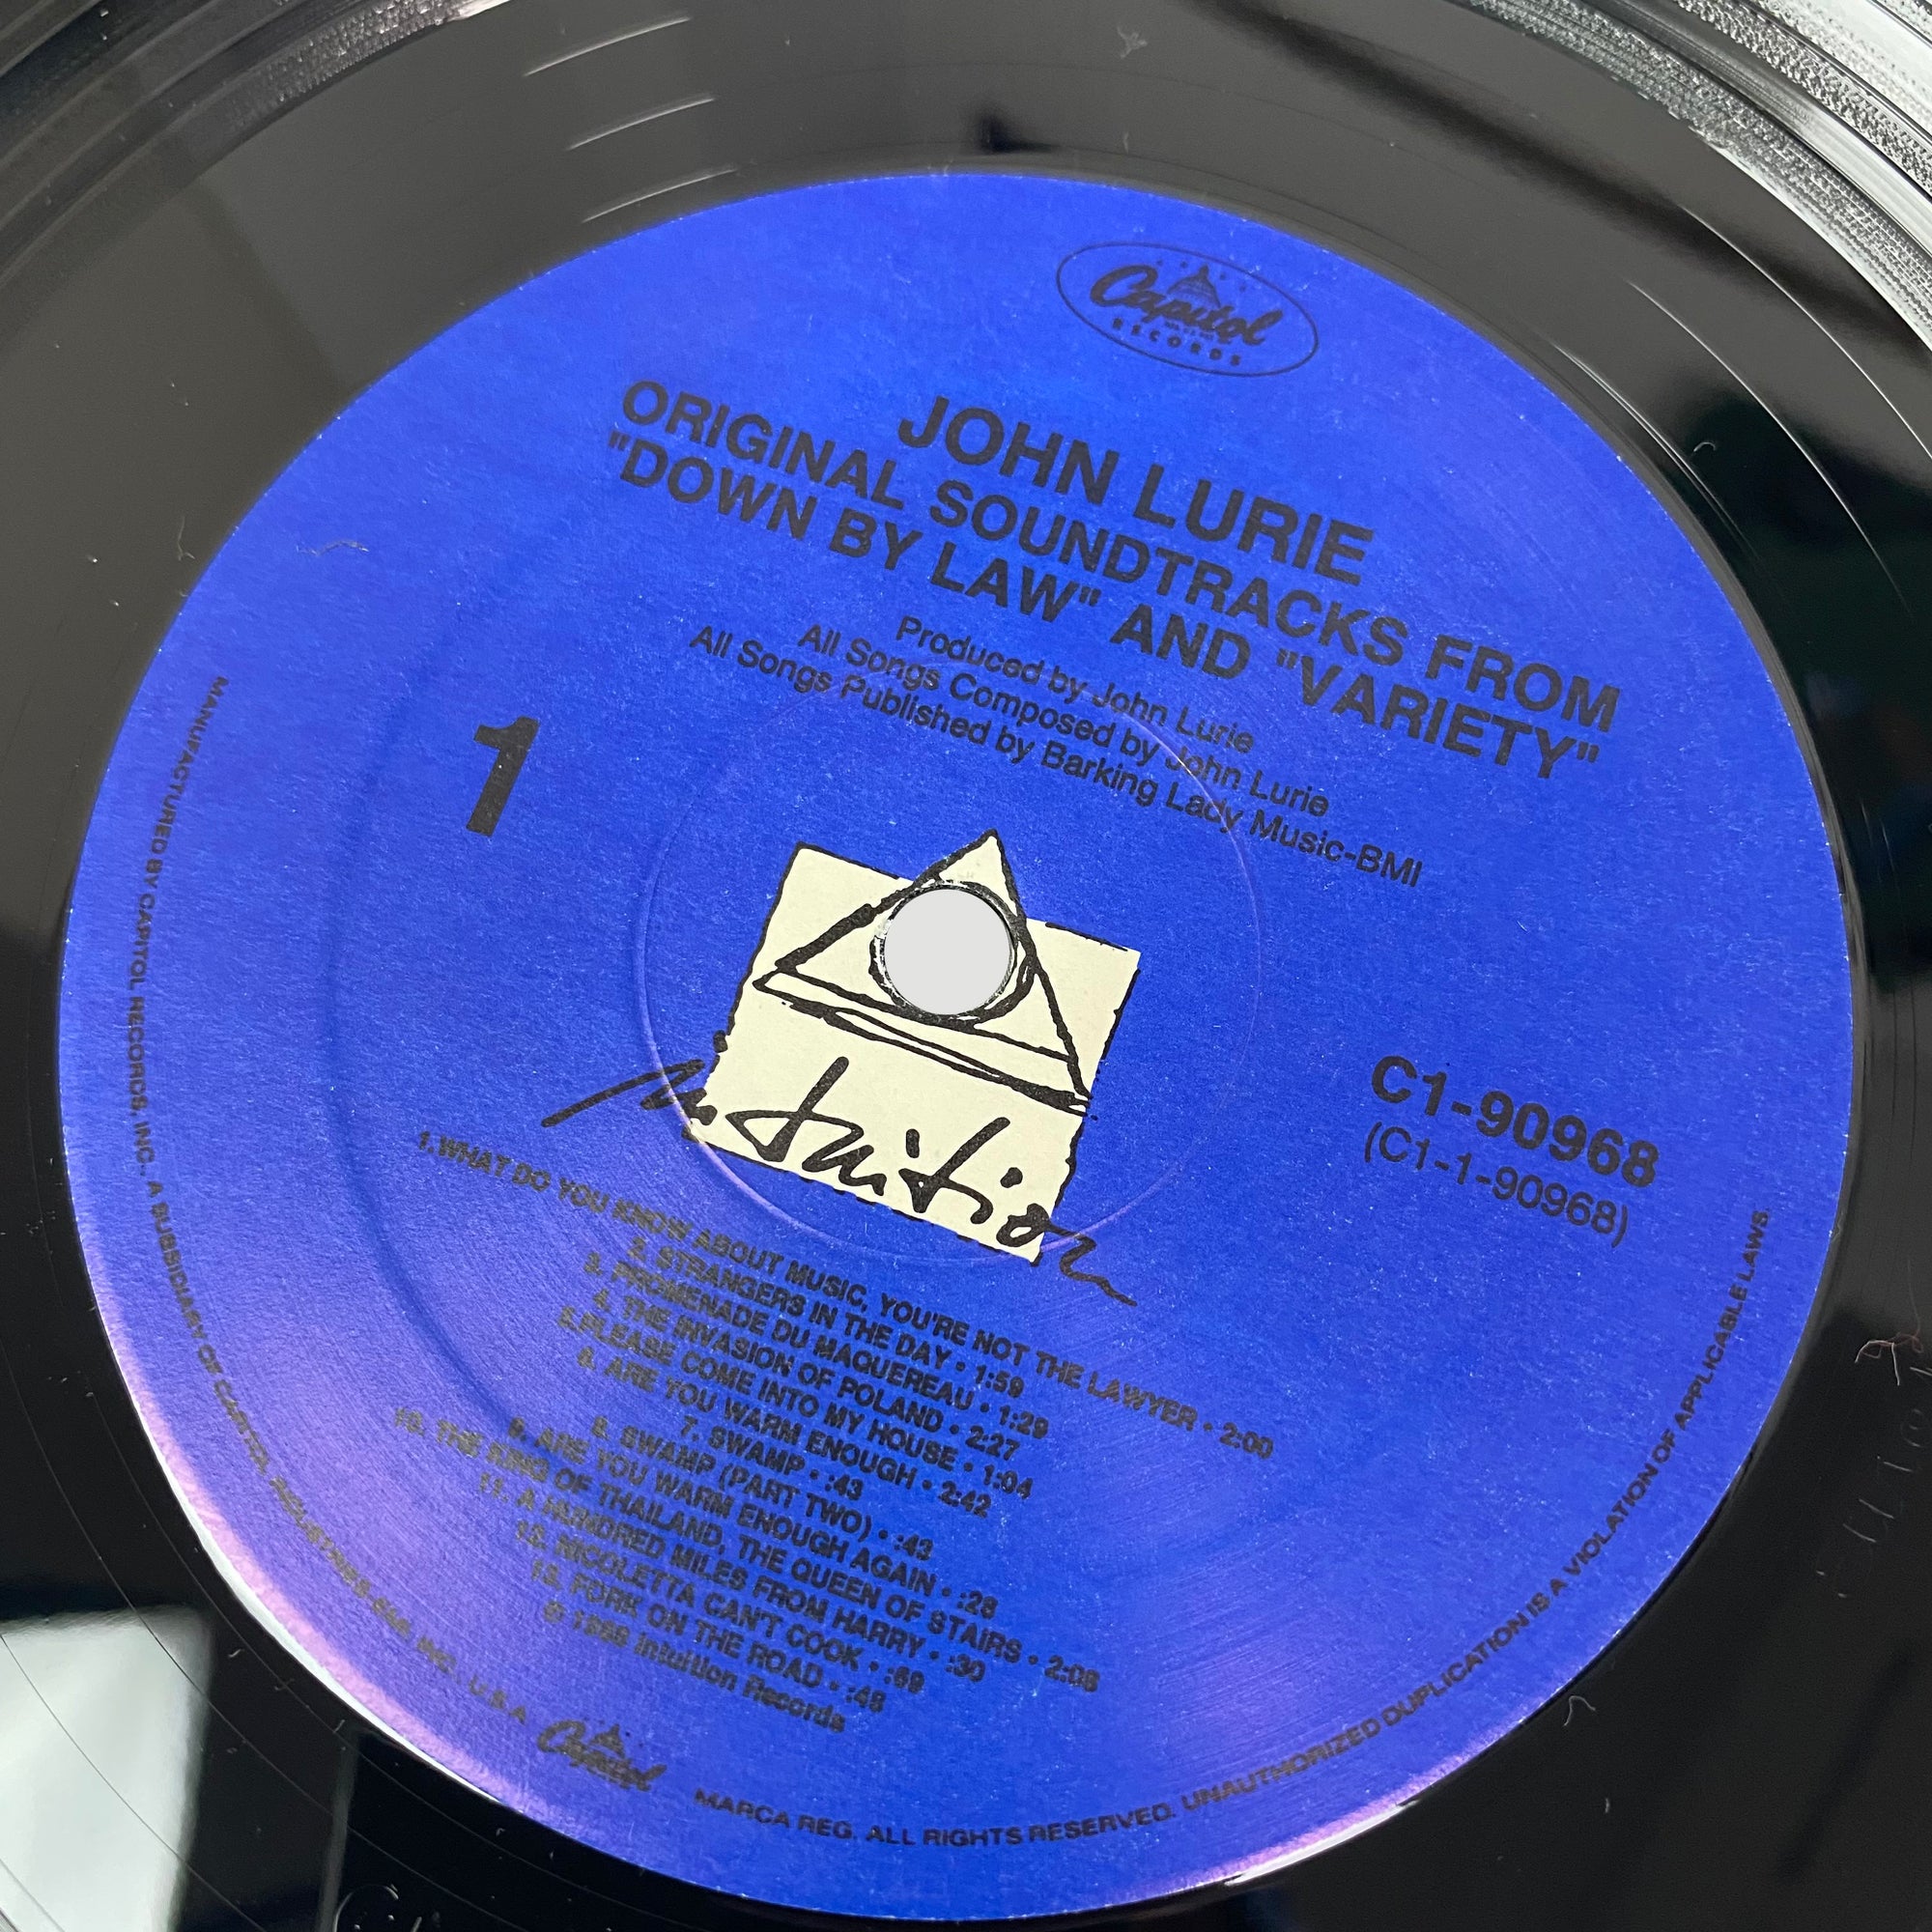 Capitol
RECORDS
JOHN LURIE
ORIGINAL SOUNDTRACKS FROM
"DOWN BY LAW" AND "VARIETY"
Produced by John Lurie
All Songs Composed by John Lurie
All Songs Published by Barking Lady Music-BMI
1
intuition
C1-90968
(C1-1-90968)
1.WHAT DO YOU KNOW ABOUT MUSIC, YOU'RE NOT THE LAWYER • 2:00
2. STRANGERS IN THE DAY • 1:59
3. PROMENADE DU MAQUEREAU • 1:29
4. THE INVASION OF POLAND • 2:27
5.PLEASE COME INTO MY HOUSE • 1:04
6. ARE YOU WARM ENOUGH • 2:42
7. SWAMP • :43
8. SWAMP (PART TWO) • :43
9. ARE YOU WARM ENOUGH AGAIN • :28
10. THE KING OF THAILAND, THE QUEEN OF STAIRS • 2:08
11. A HUNDRED MILES FROM HARRY • :30
12. NICOLETTA CAN'T COOK • :59
13. FORK ON THE ROAD • :48
Intuition Records
MANUFACTURED BY CAPITOL RECORDS, INC., A SUBSIDIARY OF CAPITOL INDUSTRIES-EMI, INC., U.S.A. Capitol MARCA REG. ALL RIGHTS RESERVED. UNAUTHORIZED DUPLICATION IS A VIOLATION OF APPLICABLE LAWS.